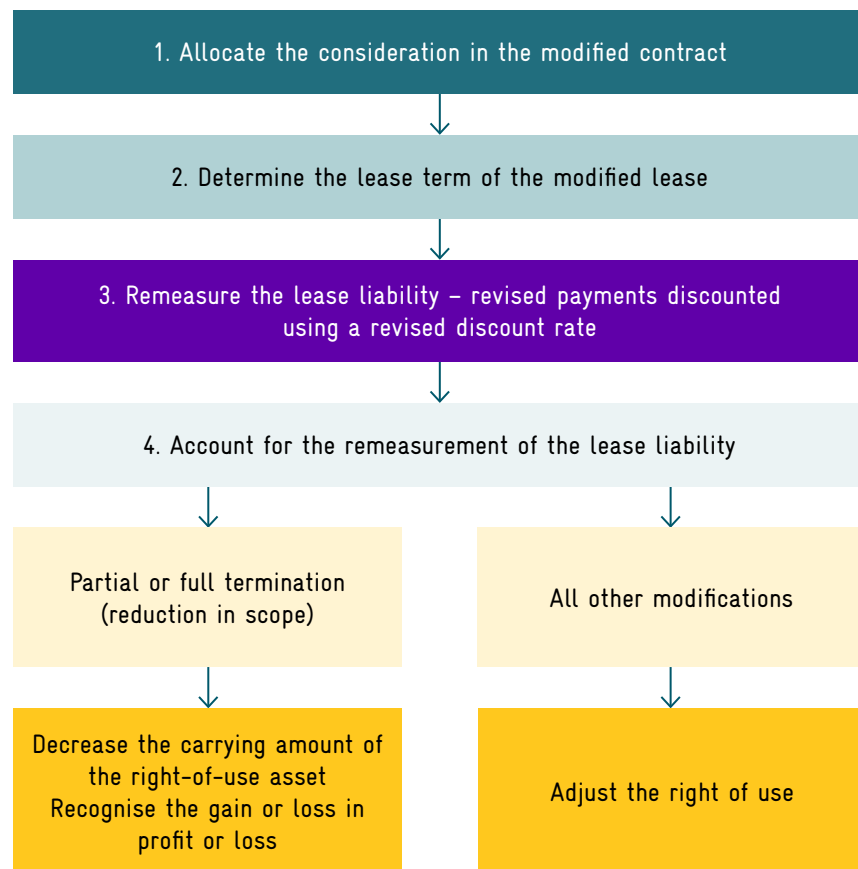 1. Allocate the consideration in the modified contract
2. Determine the lease term of the modified lease
3. Remeasure the lease liability – revised payments discounted
using a revised discount rate
4. Account for the remeasurement of the lease liability
Partial or full termination
(reduction in scope)
All other modifications
Decrease the carrying amount of
the right-of-use asset
Recognise the gain or loss in
profit or loss
Adjust the right of use